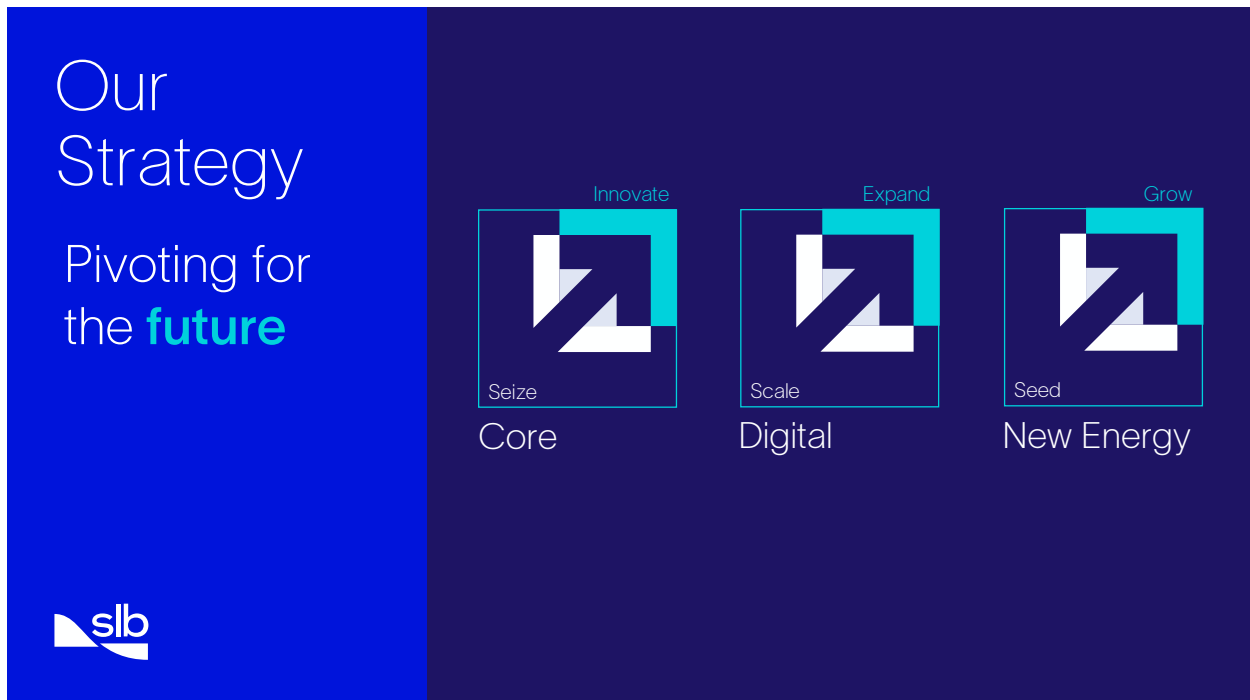 Our
Strategy
Pivoting for
the future
slb
Innovate
Seize
Core
Expand
Scale
Digital
Grow
Seed
New Energy